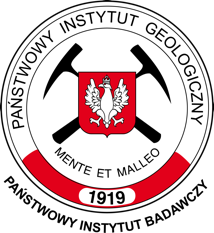 PAŃSTWOWY INSTYTUT GEOLOGICZNY
MENTE ET MALLEO
1919
PAŃSTWOWY INSTYTUT BADAWCZY